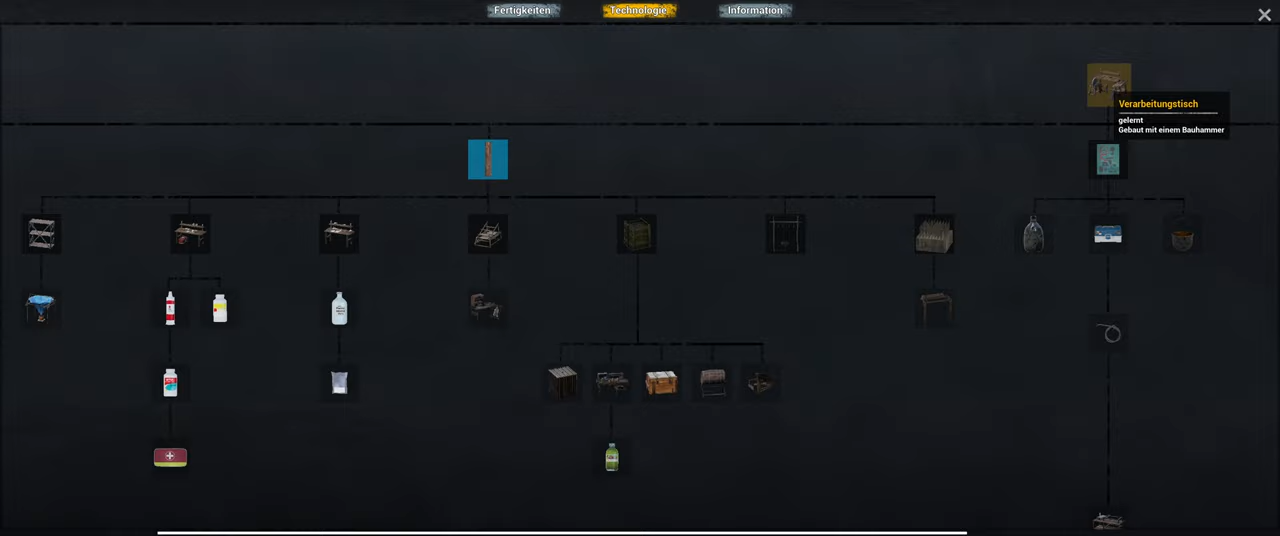 Fertigkeiten
Technologie
Information
Verarbeitungstisch
gelernt
Gebaut mit einem Bauhammer